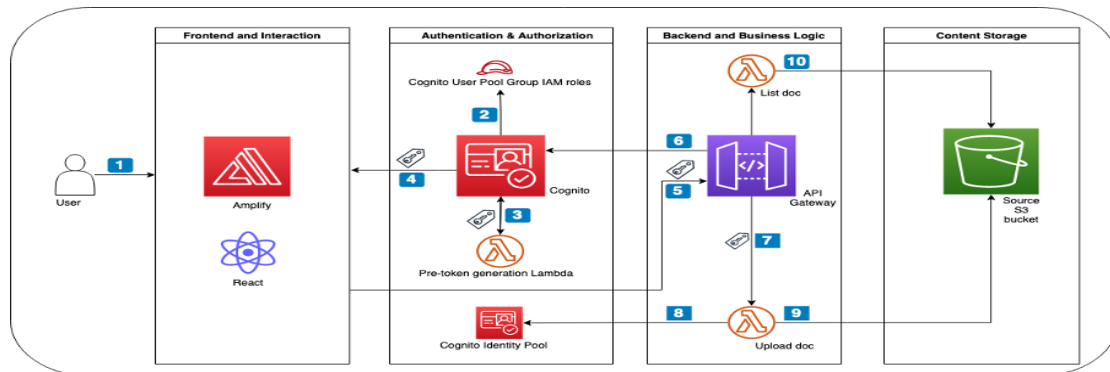 Frontend and Interaction
Authentication & Authorization
Backend and Business Logic
Content Storage
10
List doc
Cognito User Pool Group IAM roles
2
6
1
4
5
User
Amplify
Cognito
API
Gateway
Source
S3
bucket
3
7
Pre-token generation Lambda
React
8
9
Cognito Identity Pool
Upload doc